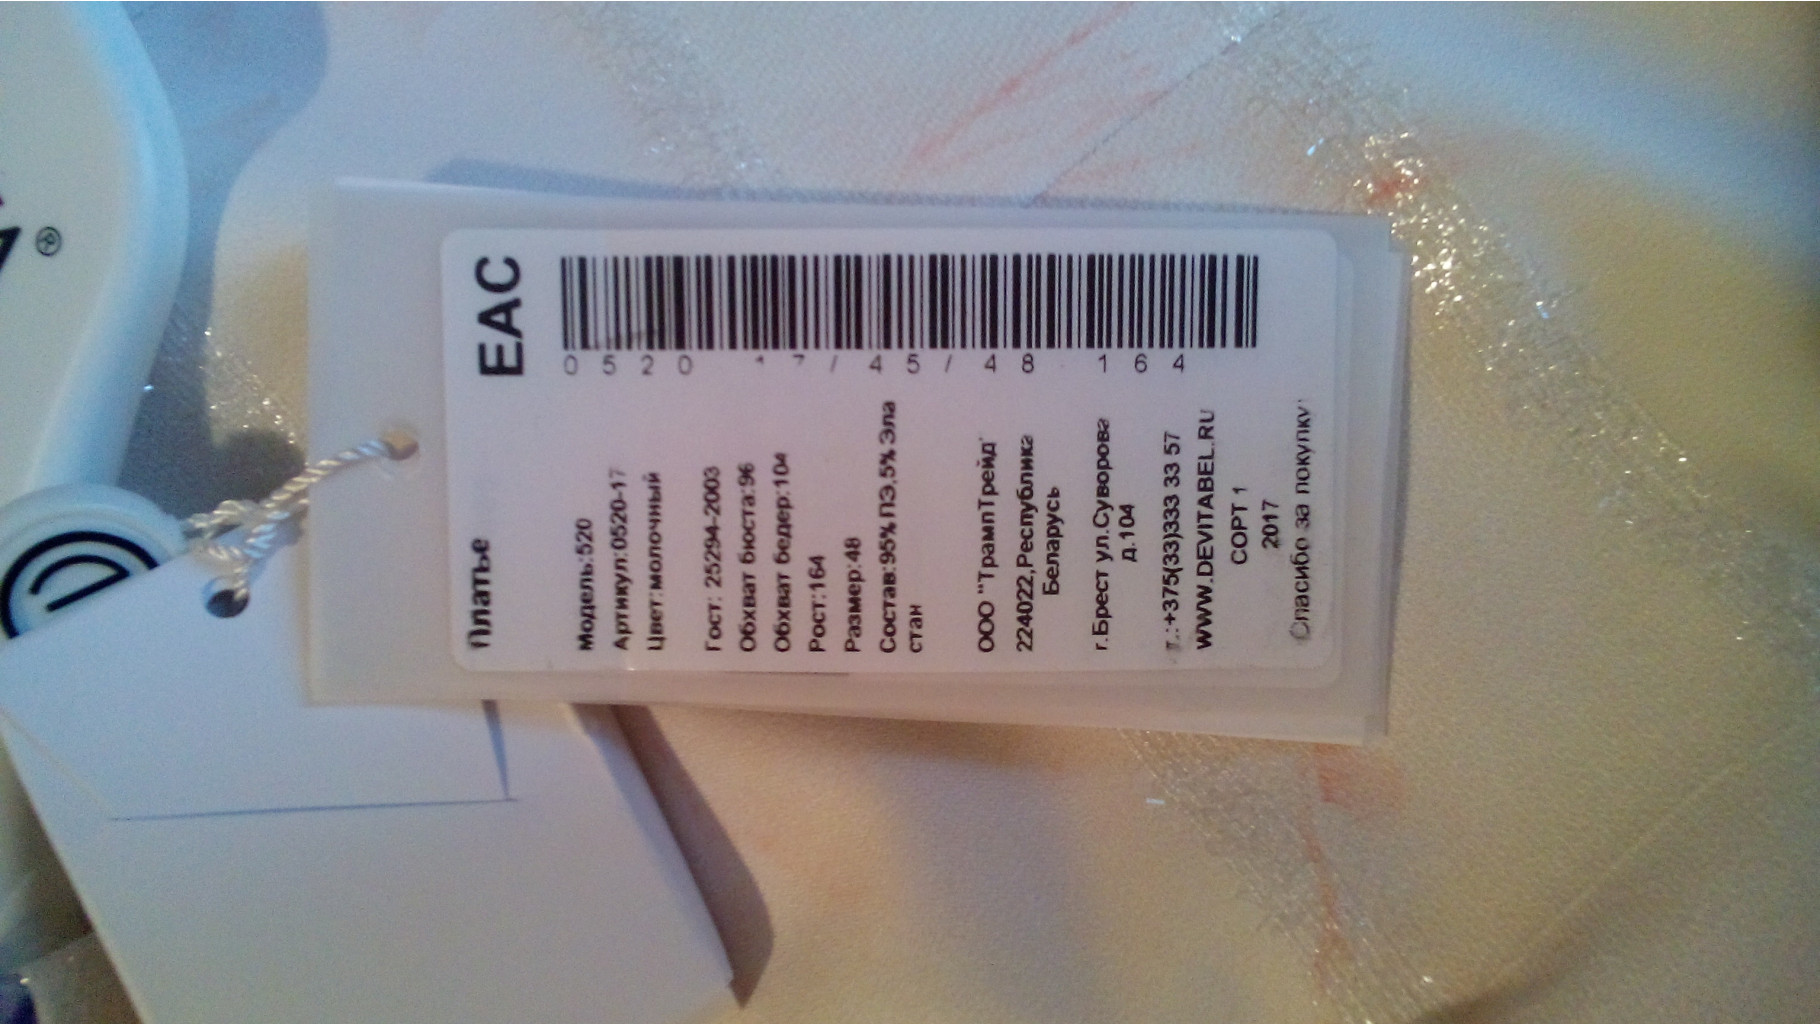 ®
EAC
Платье
0520 17/45/48 164
Модель:520
Артикул:0520-17
Цвет:молочный
Гост: 25294-2003
Обхват бюста:96
Обхват бедер:104
Рост:164
Размер:48
Состав:95% ПЭ,5% Эла
стан
ООО "ТрампТрейд"
224022,Республика
Беларусь
г.Брест ул.Суворова
д.104
т.:+375(33)333 33 57
WWW.DEVITABEL.RU
СОРТ 1
2017
Спасибо за покупку